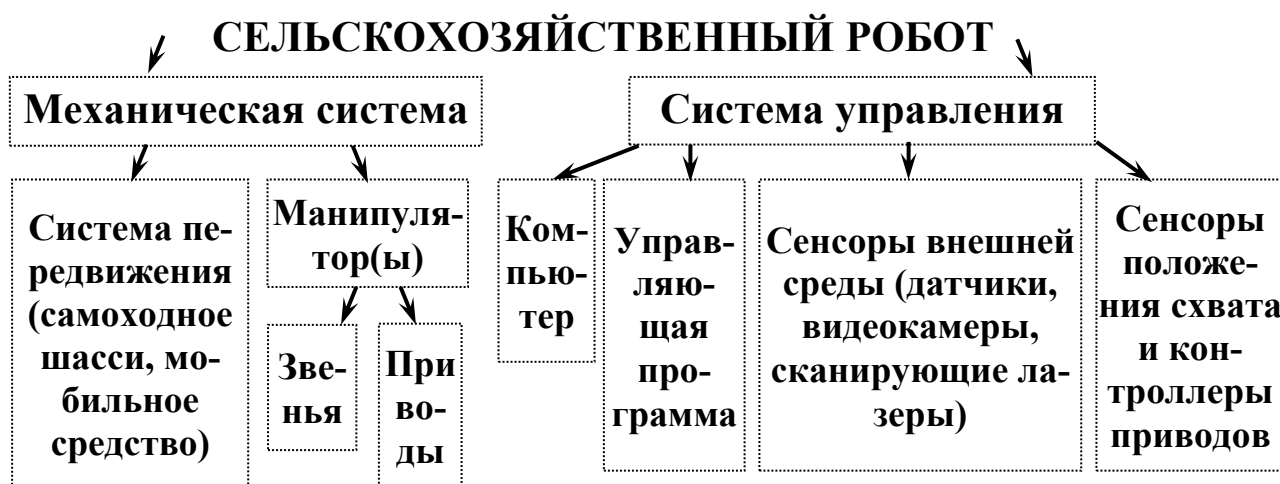 СЕЛЬСКОХОЗЯЙСТВЕННЫЙ РОБОТ
Механическая система
Система управления
Система пе-
редвижения
(самоходное
шасси, мо-
бильное
средство)
Манипуля-
тор(ы)
Зве-
нья
При
во-
ды
Ком-
пью-
тер
Управ-
ляю-
щая
про-
грамма
Сенсоры внешней
среды (датчики,
видеокамеры,
сканирующие ла-
зеры)
Сенсоры
положе-
ния схвата
и кон-
троллеры
приводов